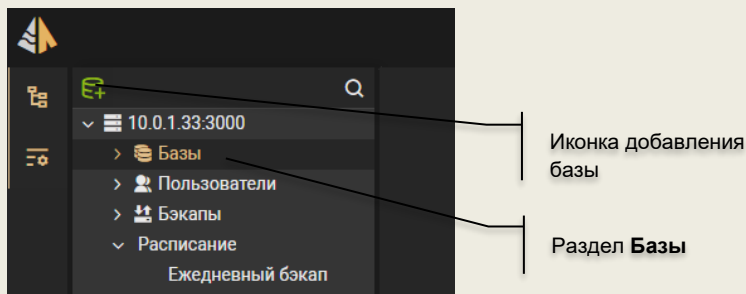 10.0.1.33:3000
Базы
Пользователи
Бэкапы
Расписание
Ежедневный бэкап
Иконка добавления
базы
Раздел Базы